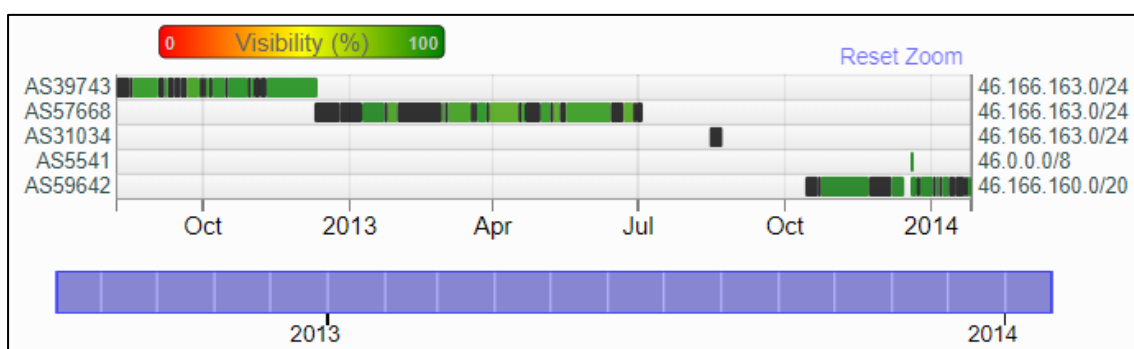 0 Visibility (%) 100
Reset Zoom
AS39743 46.166.163.0/24
AS57668 46.166.163.0/24
AS31034 46.166.163.0/24
AS5541 46.0.0.0/8
AS59642 46.166.160.0/20
Oct 2013 Apr Jul Oct 2014
2013 2014